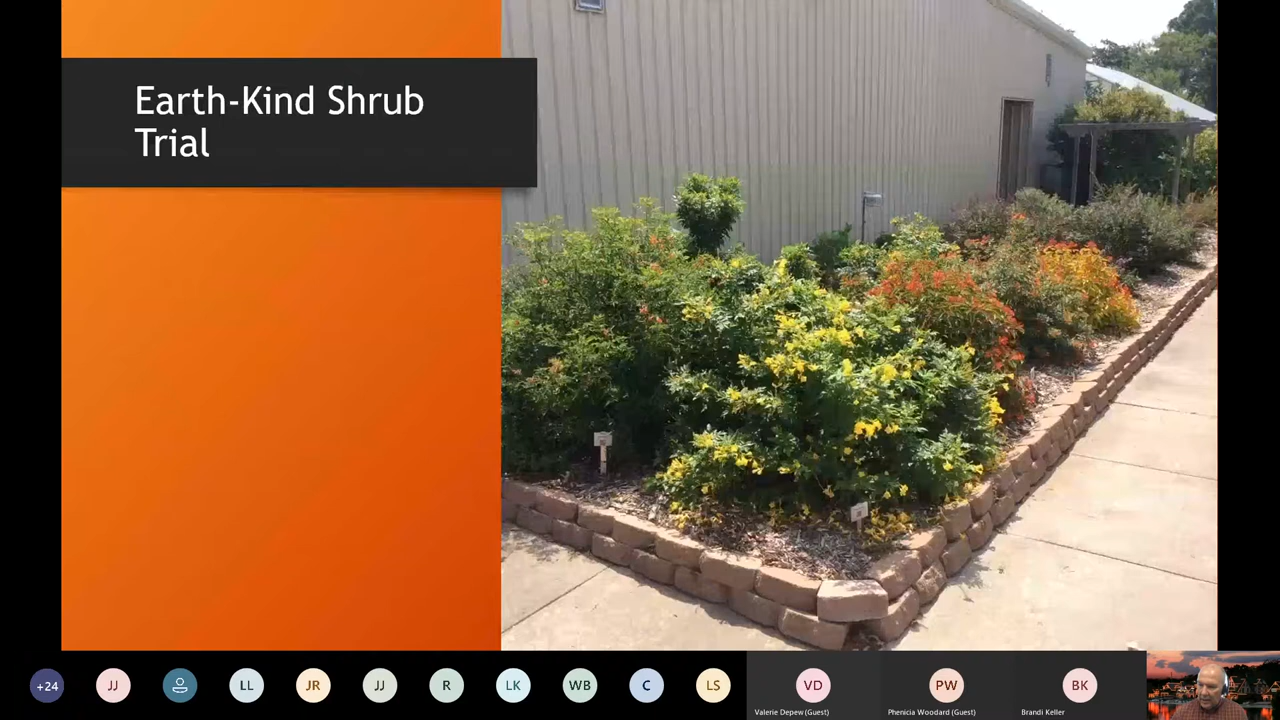 Earth-Kind Shrub
Trial
+24
JJ
LL
JR
JJ
R
LK
WB
C
LS
VD
PW
BK
Valerie Depew (Guest)
Phenicia Woodard (Guest)
Brandi Keller